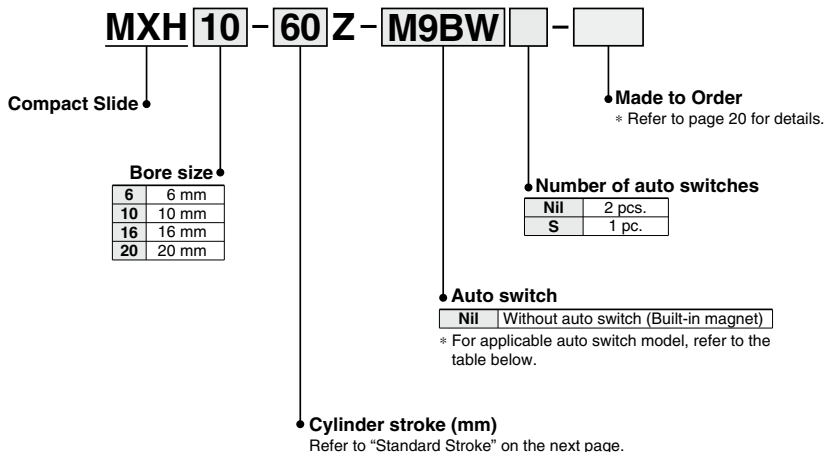 MXH 10 - 60 Z - M9BW -
Compact Slide
Made to Order
* Refer to page 20 for details.
Bore size
6 6 mm
10 10 mm
16 16 mm
20 20 mm
Number of auto switches
Nil 2 pcs.
S 1 pc.
Auto switch
Nil Without auto switch (Built-in magnet)
* For applicable auto switch model, refer to the
table below.
Cylinder stroke (mm)
Refer to “Standard Stroke” on the next page.